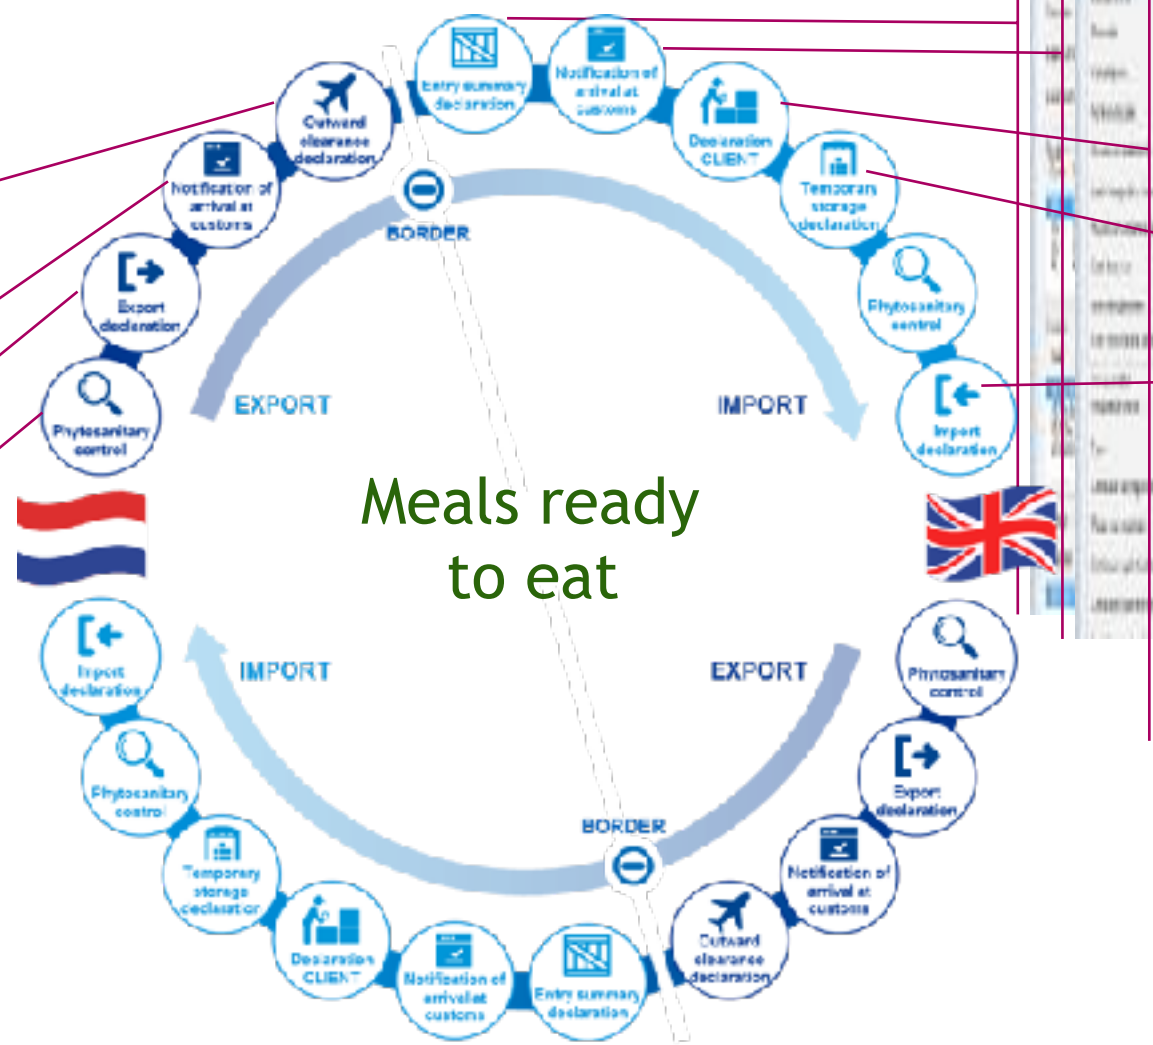 Entry summary
declaration
Notification of
arrival at
customs
Declaration
CLIENT
Temporary
storage
declaration
Phytosanitary
control
Import
declaration
Outward
clearance
declaration
Notification of
arrival at
customs
Export
declaration
Phytosanitary
control
BORDER
EXPORT
IMPORT
Meals ready
to eat
IMPORT
EXPORT
BORDER
Import
declaration
Phytosanitary
control
Temporary
storage
declaration
Declaration
CLIENT
Notification of
arrival at
customs
Entry summary
declaration
Outward
clearance
declaration
Notification of
arrival at
customs
Export
declaration
Phytosanitary
control